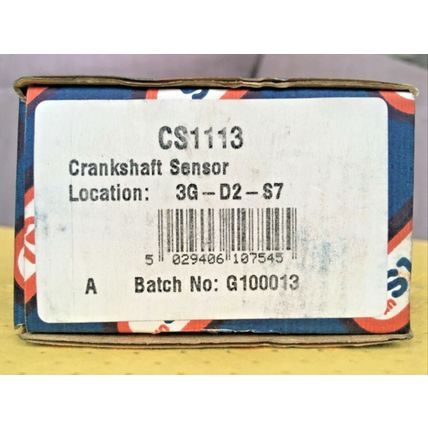 CS1113
Crankshaft Sensor
Location: 3G-D2-S7
5 029406 107545
A Batch No: G100013